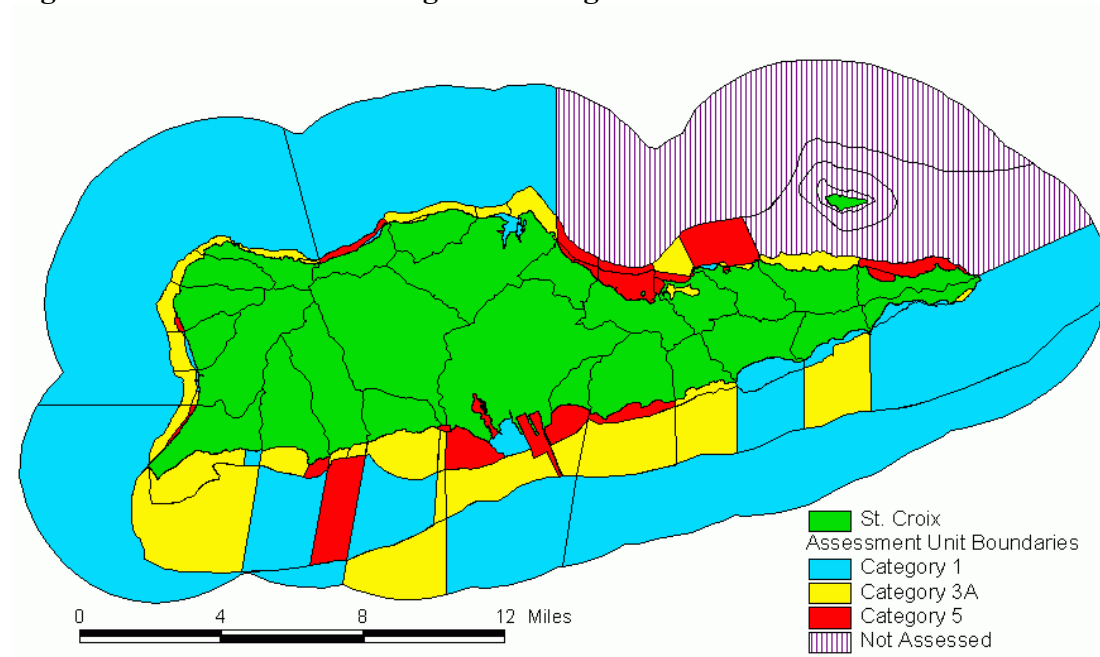 0 4 8 12 Miles
St. Croix
Assessment Unit Boundaries
Category 1
Category 3A
Category 5
Not Assessed